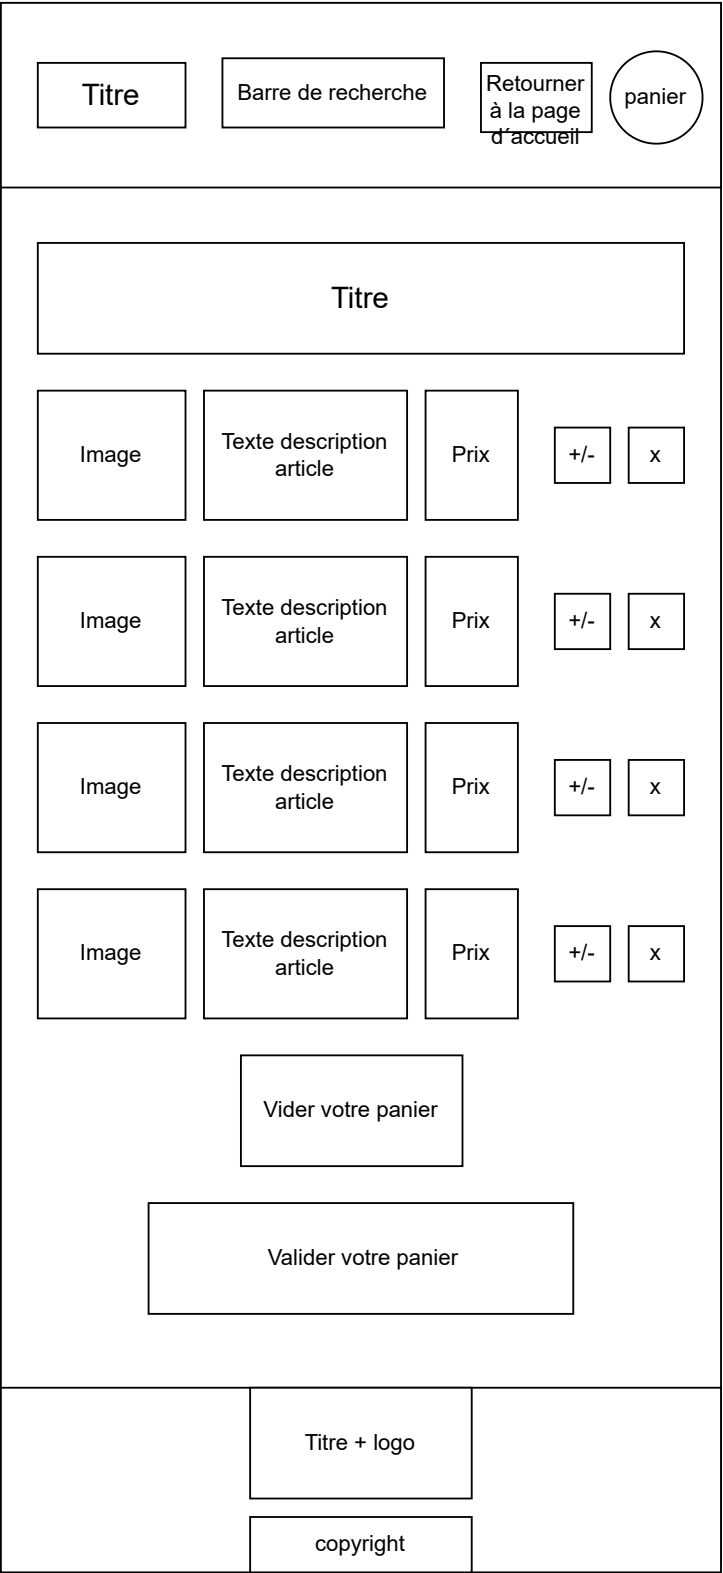 Titre
Barre de recherche
Retourner
à la page
d´accueil
panier
Titre
Image
Texte description
article
Prix
+/-
x
Image
Texte description
article
Prix
+/-
x
Image
Texte description
article
Prix
+/-
x
Image
Texte description
article
Prix
+/-
x
Vider votre panier
Valider votre panier
Titre + logo
copyright